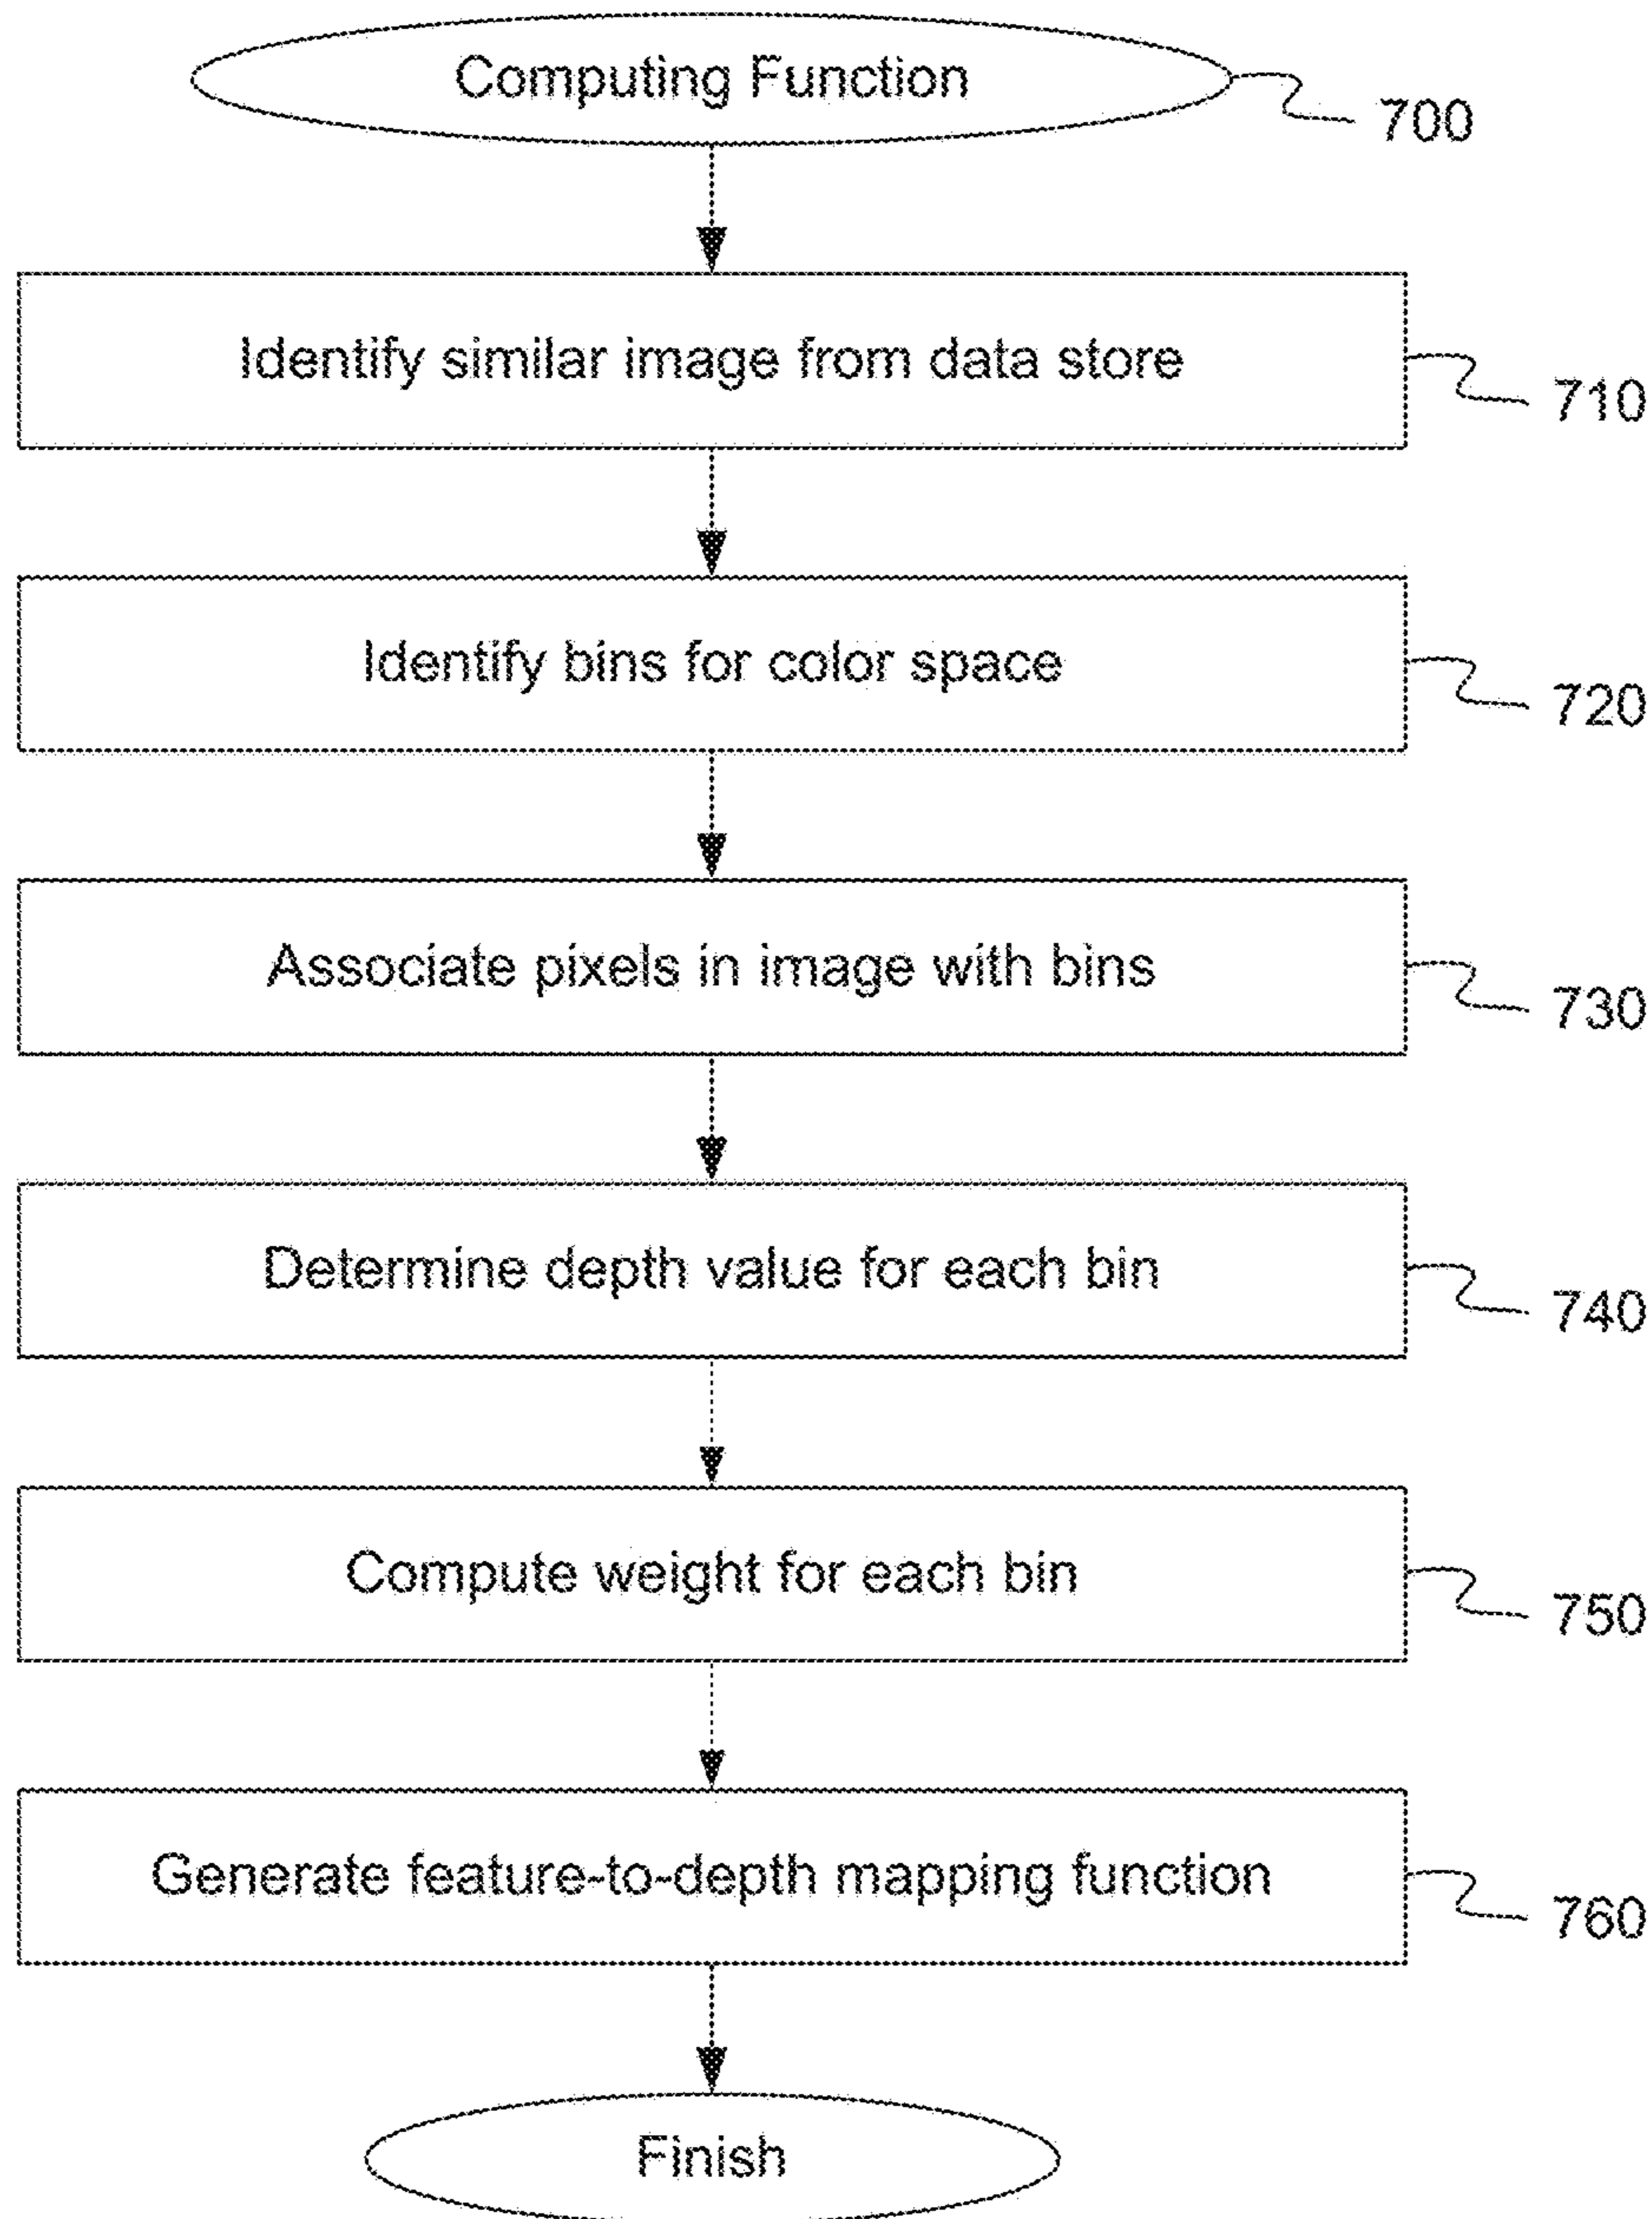 Computing Function
700
Identify similar image from data store
710
Identify bins for color space
720
Associate pixels in image with bins
730
Determine depth value for each bin
740
Compute weight for each bin
750
Generate feature-to-depth mapping function
760
Finish